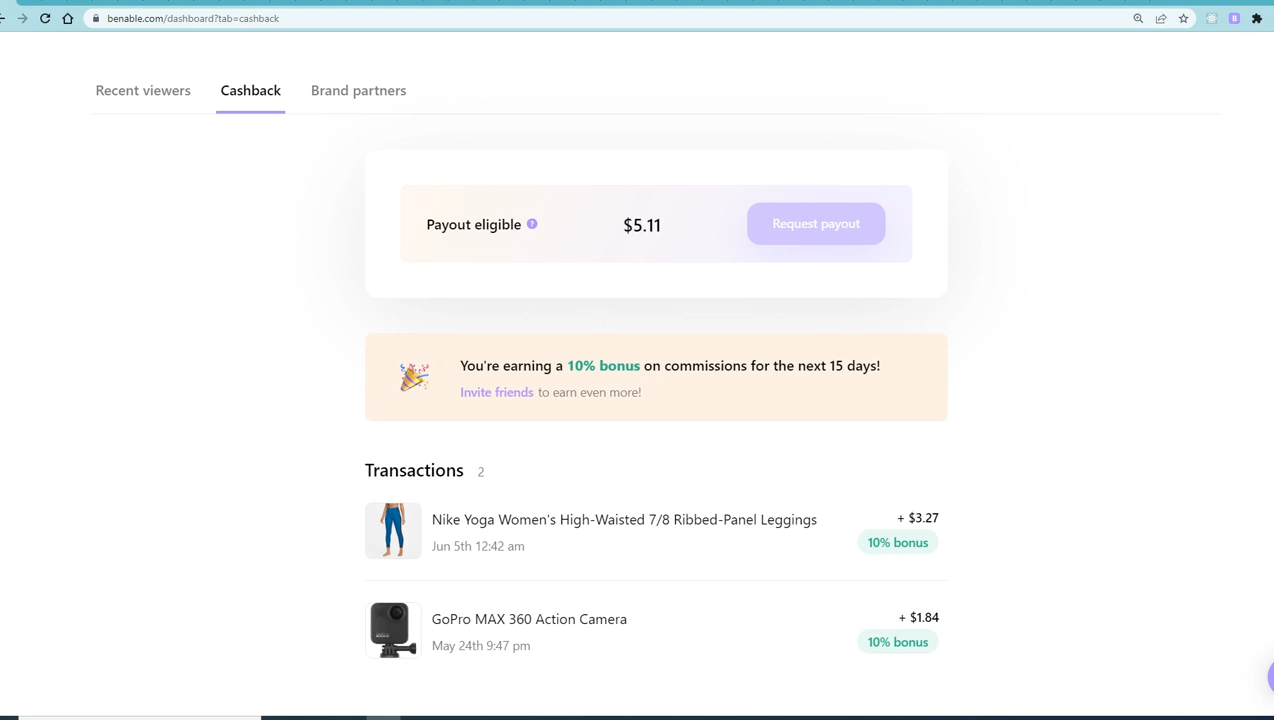 benable.com/dashboard?tab=cashback
Recent viewers Cashback Brand partners
Payout eligible ? $5.11 Request payout
You're earning a 10% bonus on commissions for the next 15 days!
Invite friends to earn even more!
Transactions 2
Nike Yoga Women's High-Waisted 7/8 Ribbed-Panel Leggings + $3.27
Jun 5th 12:42 am 10% bonus
GoPro MAX 360 Action Camera + $1.84
May 24th 9:47 pm 10% bonus